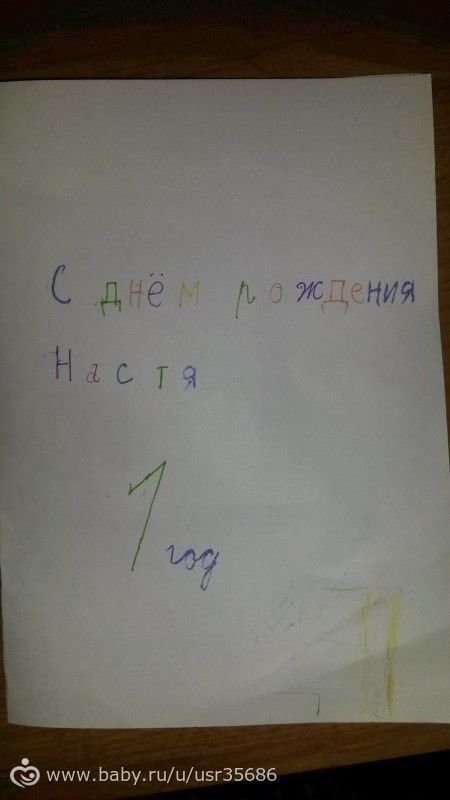 С днём рождения
Настя
1 год
www.baby.ru/u/usr35686